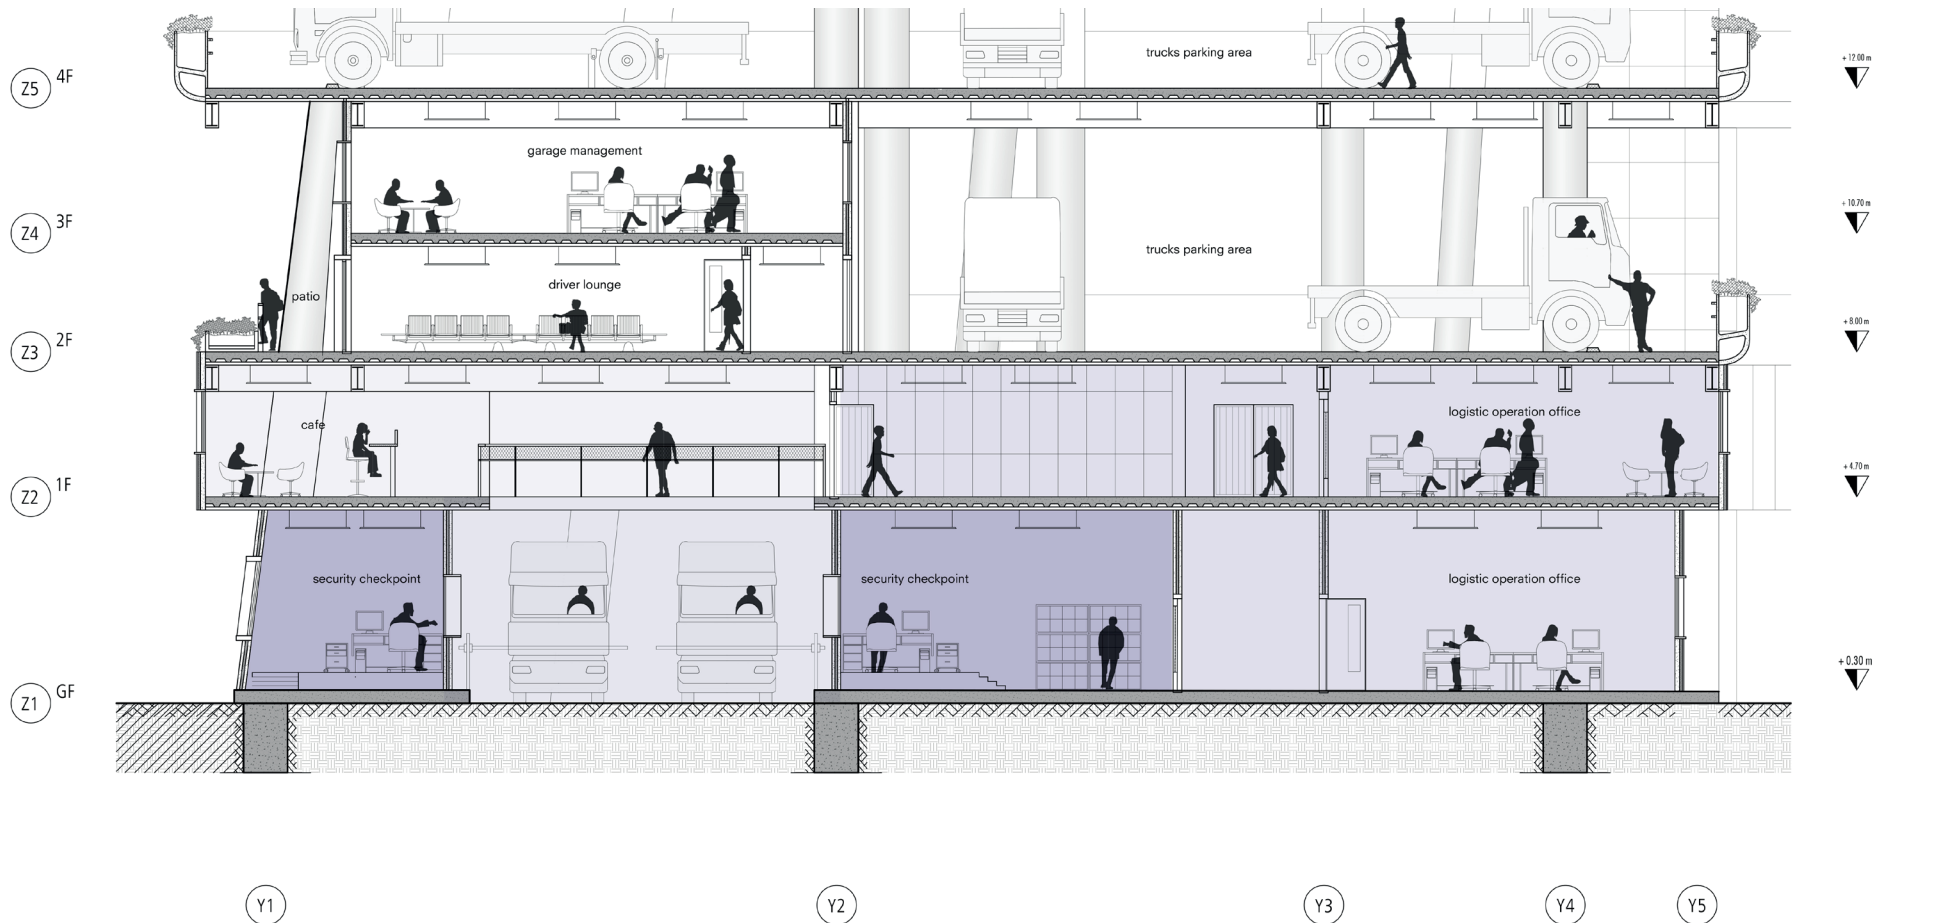 trucks parking area
Z5 4F
+ 12.00 m
garage management
Z4 3F
+ 10.70 m
trucks parking area
driver lounge
patio
Z3 2F
+ 8.00 m
logistic operation office
cafe
Z2 1F
+ 4.70 m
security checkpoint
security checkpoint
logistic operation office
Z1 GF
+ 0.30 m
Y1 Y2 Y3 Y4 Y5